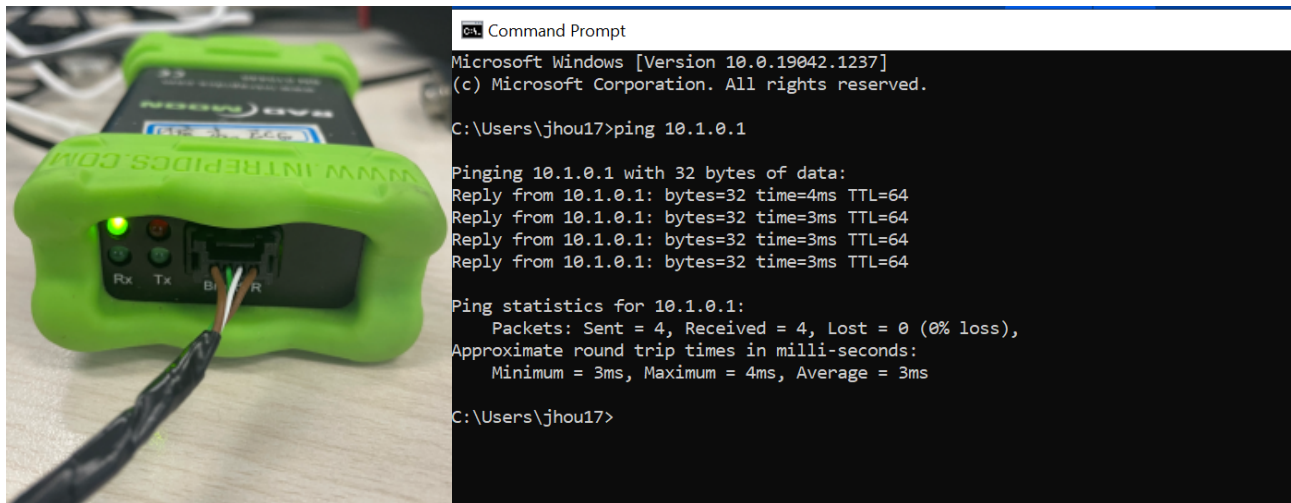 RAD MOON
WWW.INTREPIDCS.COM
Rx Tx
Command Prompt
Microsoft Windows [Version 10.0.19042.1237]
(c) Microsoft Corporation. All rights reserved.
C:\Users\jhou17>ping 10.1.0.1
Pinging 10.1.0.1 with 32 bytes of data:
Reply from 10.1.0.1: bytes=32 time=4ms TTL=64
Reply from 10.1.0.1: bytes=32 time=3ms TTL=64
Reply from 10.1.0.1: bytes=32 time=3ms TTL=64
Reply from 10.1.0.1: bytes=32 time=3ms TTL=64
Ping statistics for 10.1.0.1:
Packets: Sent = 4, Received = 4, Lost = 0 (0% loss),
Approximate round trip times in milli-seconds:
Minimum = 3ms, Maximum = 4ms, Average = 3ms
C:\Users\jhou17>